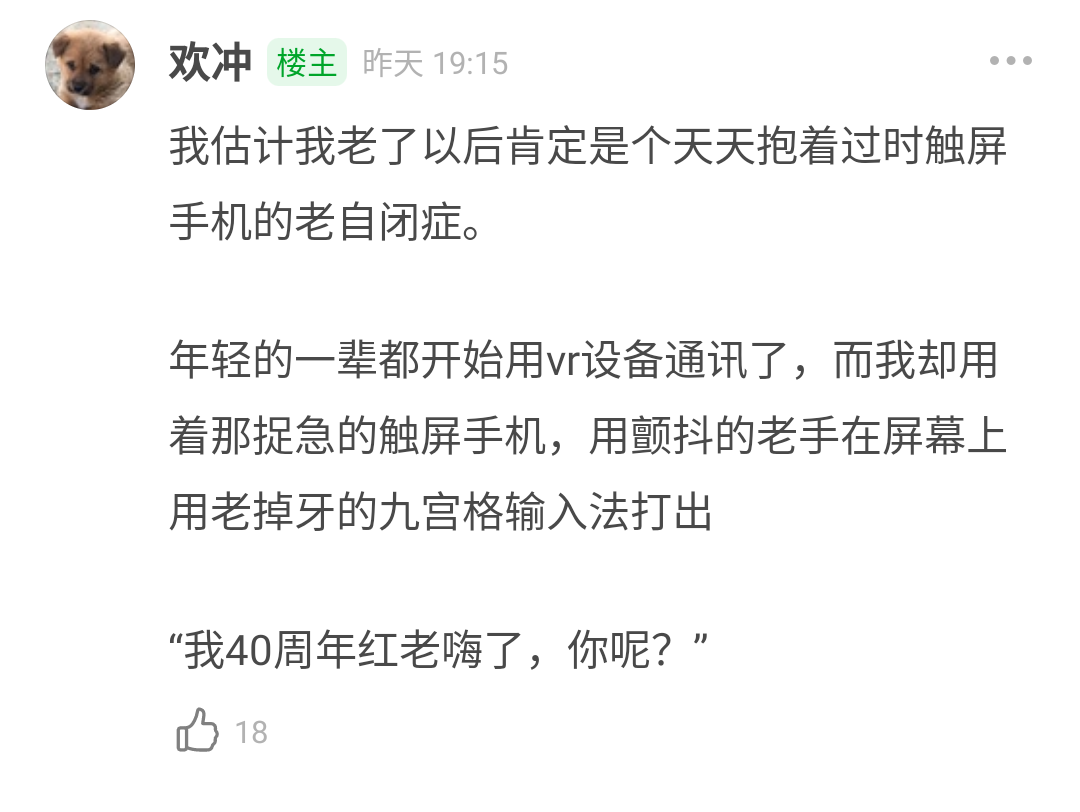 欢冲 楼主 昨天 19:15
我估计我老了以后肯定是个天天抱着过时触屏
手机的老自闭症。
年轻的一辈都开始用vr设备通讯了，而我却用
着那捉急的触屏手机，用颤抖的老手在屏幕上
用老掉牙的九宫格输入法打出
“我40周年红老嗨了，你呢？”
18